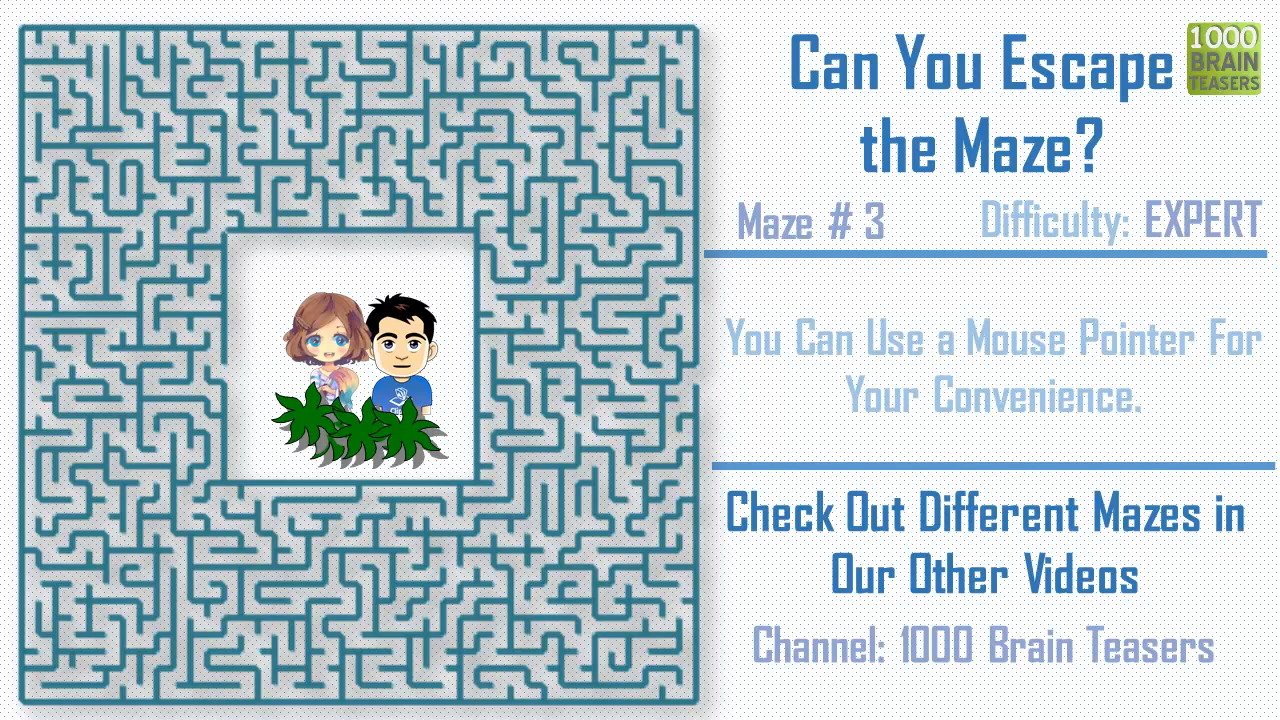 Can You Escape
the Maze?
1000
BRAIN
TEASERS
Maze # 3
Difficulty: EXPERT
You Can Use a Mouse Pointer For
Your Convenience.
Check Out Different Mazes in
Our Other Videos
Channel: 1000 Brain Teasers